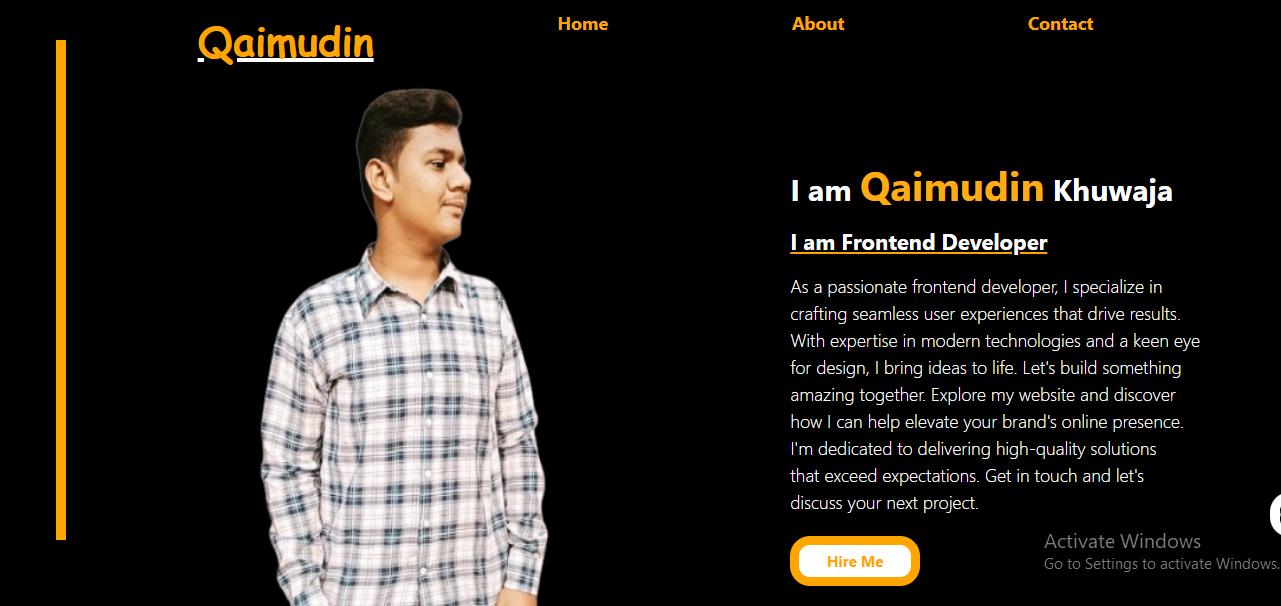 Qaimudin
Home About Contact
I am Qaimudin Khuwaja
I am Frontend Developer
As a passionate frontend developer, I specialize in
crafting seamless user experiences that drive results.
With expertise in modern technologies and a keen eye
for design, I bring ideas to life. Let's build something
amazing together. Explore my website and discover
how I can help elevate your brand's online presence.
I'm dedicated to delivering high-quality solutions
that exceed expectations. Get in touch and let's
discuss your next project.
Hire Me
Activate Windows
Go to Settings to activate Windows.